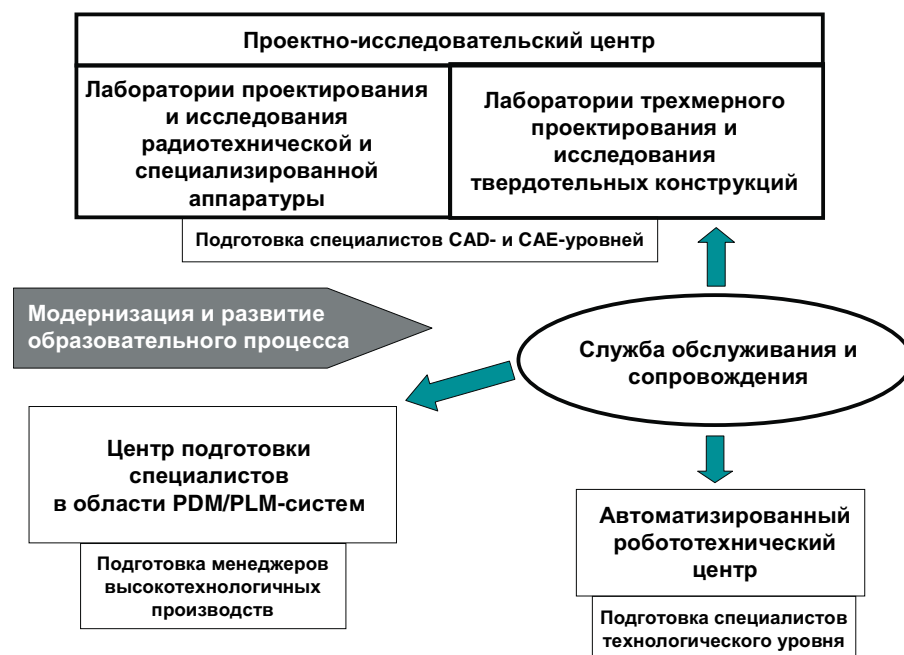 Проектно-исследовательский центр
Лаборатории проектирования
и исследования
радиотехнической и
специализированной
аппаратуры
Лаборатории трехмерного
проектирования и
исследования
твердотельных конструкций
Подготовка специалистов CAD- и CAE-уровней
Модернизация и развитие
образовательного процесса
Служба обслуживания и
сопровождения
Центр подготовки
специалистов
в области PDM/PLM-систем
Подготовка менеджеров
высокотехнологичных
производств
Автоматизированный
робототехнический
центр
Подготовка специалистов
технологического уровня